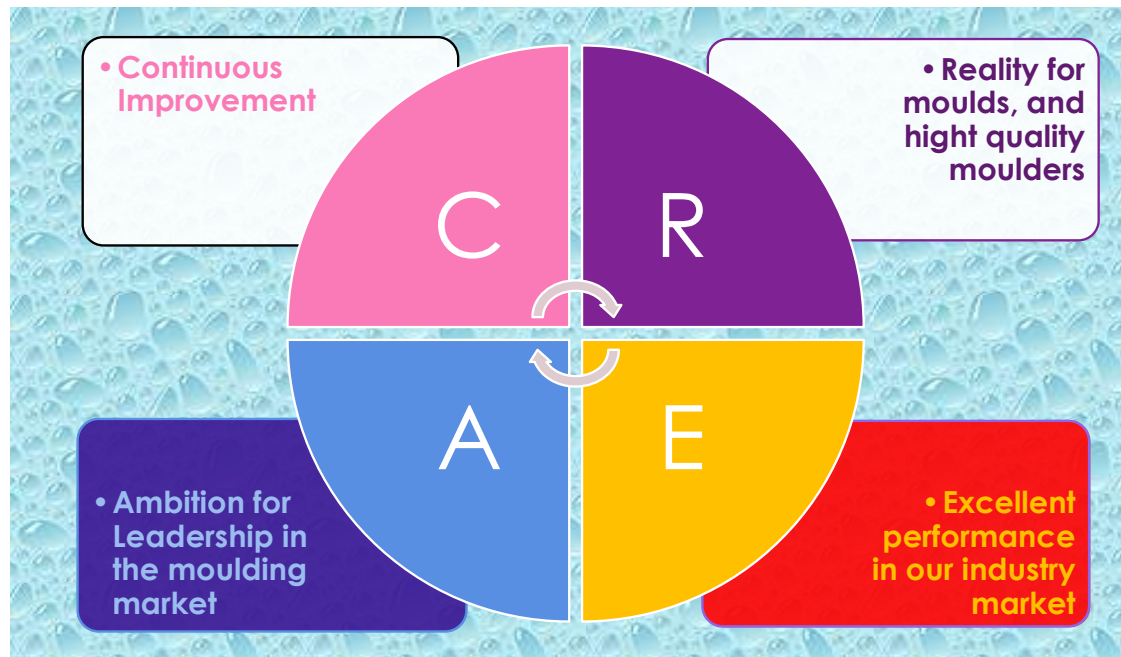 • Continuous
Improvement
C
R
• Reality for
moulds, and
hight quality
moulders
• Ambition for
Leadership in
the moulding
market
A
E
• Excellent
performance
in our industry
market